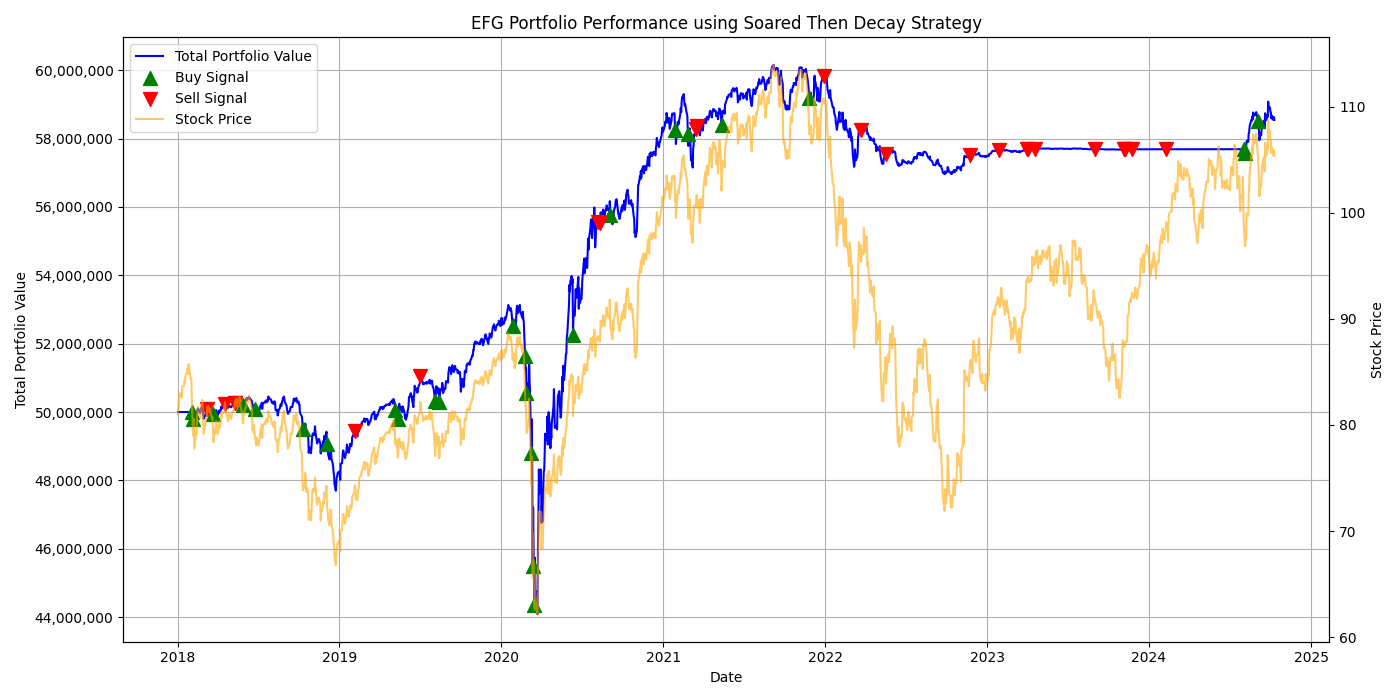 EFG Portfolio Performance using Soared Then Decay Strategy
Total Portfolio Value
Buy Signal
Sell Signal
Stock Price
60,000,000
58,000,000
56,000,000
54,000,000
52,000,000
50,000,000
48,000,000
46,000,000
44,000,000
Total Portfolio Value
110
100
90
80
70
60
Stock Price
2018
2019
2020
2021
2022
2023
2024
2025
Date